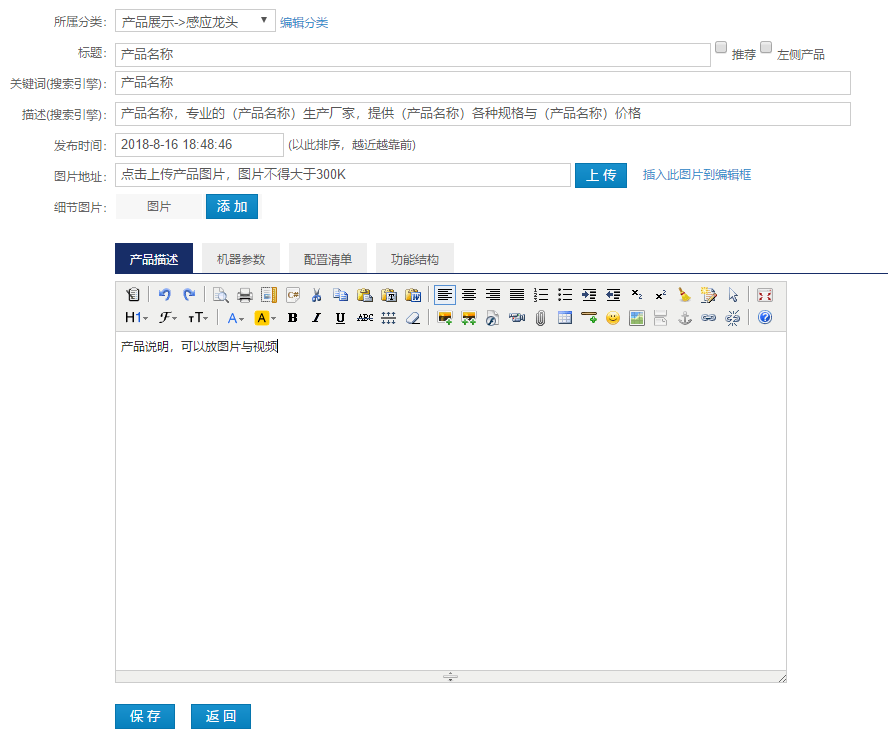 所属分类： 产品展示->感应龙头 编辑分类
标题： 产品名称 推荐 左侧产品
关键词(搜索引擎)： 产品名称
描述(搜索引擎)： 产品名称，专业的（产品名称）生产厂家，提供（产品名称）各种规格与（产品名称）价格
发布时间： 2018-8-16 18:48:46 (以此排序，越近越靠前)
图片地址： 点击上传产品图片，图片不得大于300K 上 传 插入此图片到编辑框
细节图片： 图片 添 加
产品描述 机器参数 配置清单 功能结构
C# T W x₂ x²
H1 F тT A A B I U ABC
产品说明，可以放图片与视频
保 存 返 回